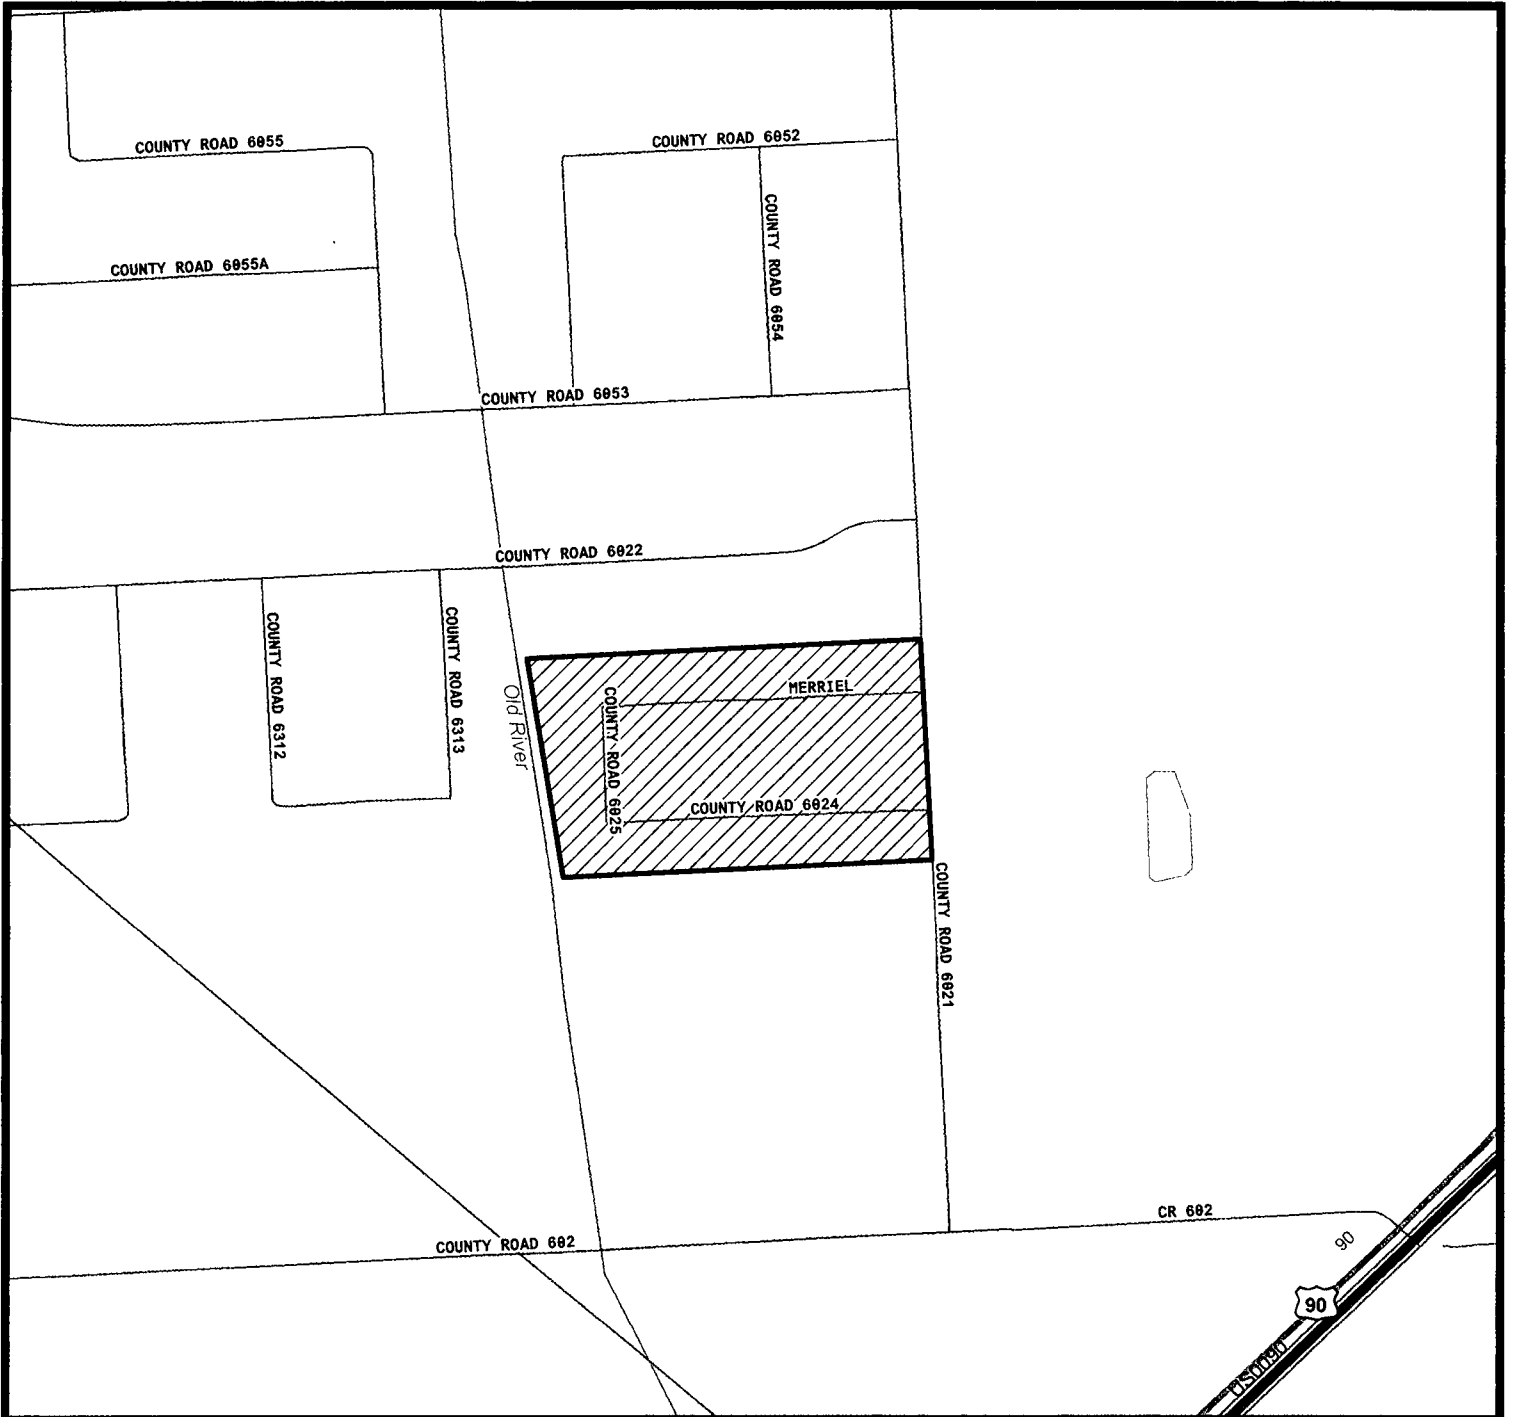 COUNTY ROAD 6055
COUNTY ROAD 6052
COUNTY ROAD 6054
COUNTY ROAD 6055A
COUNTY ROAD 6053
COUNTY ROAD 6022
COUNTY ROAD 6312
COUNTY ROAD 6313
Old River
MERRIEL
COUNTY ROAD 6025
COUNTY ROAD 6024
COUNTY ROAD 6021
CR 602
COUNTY ROAD 602
90
90
US0090